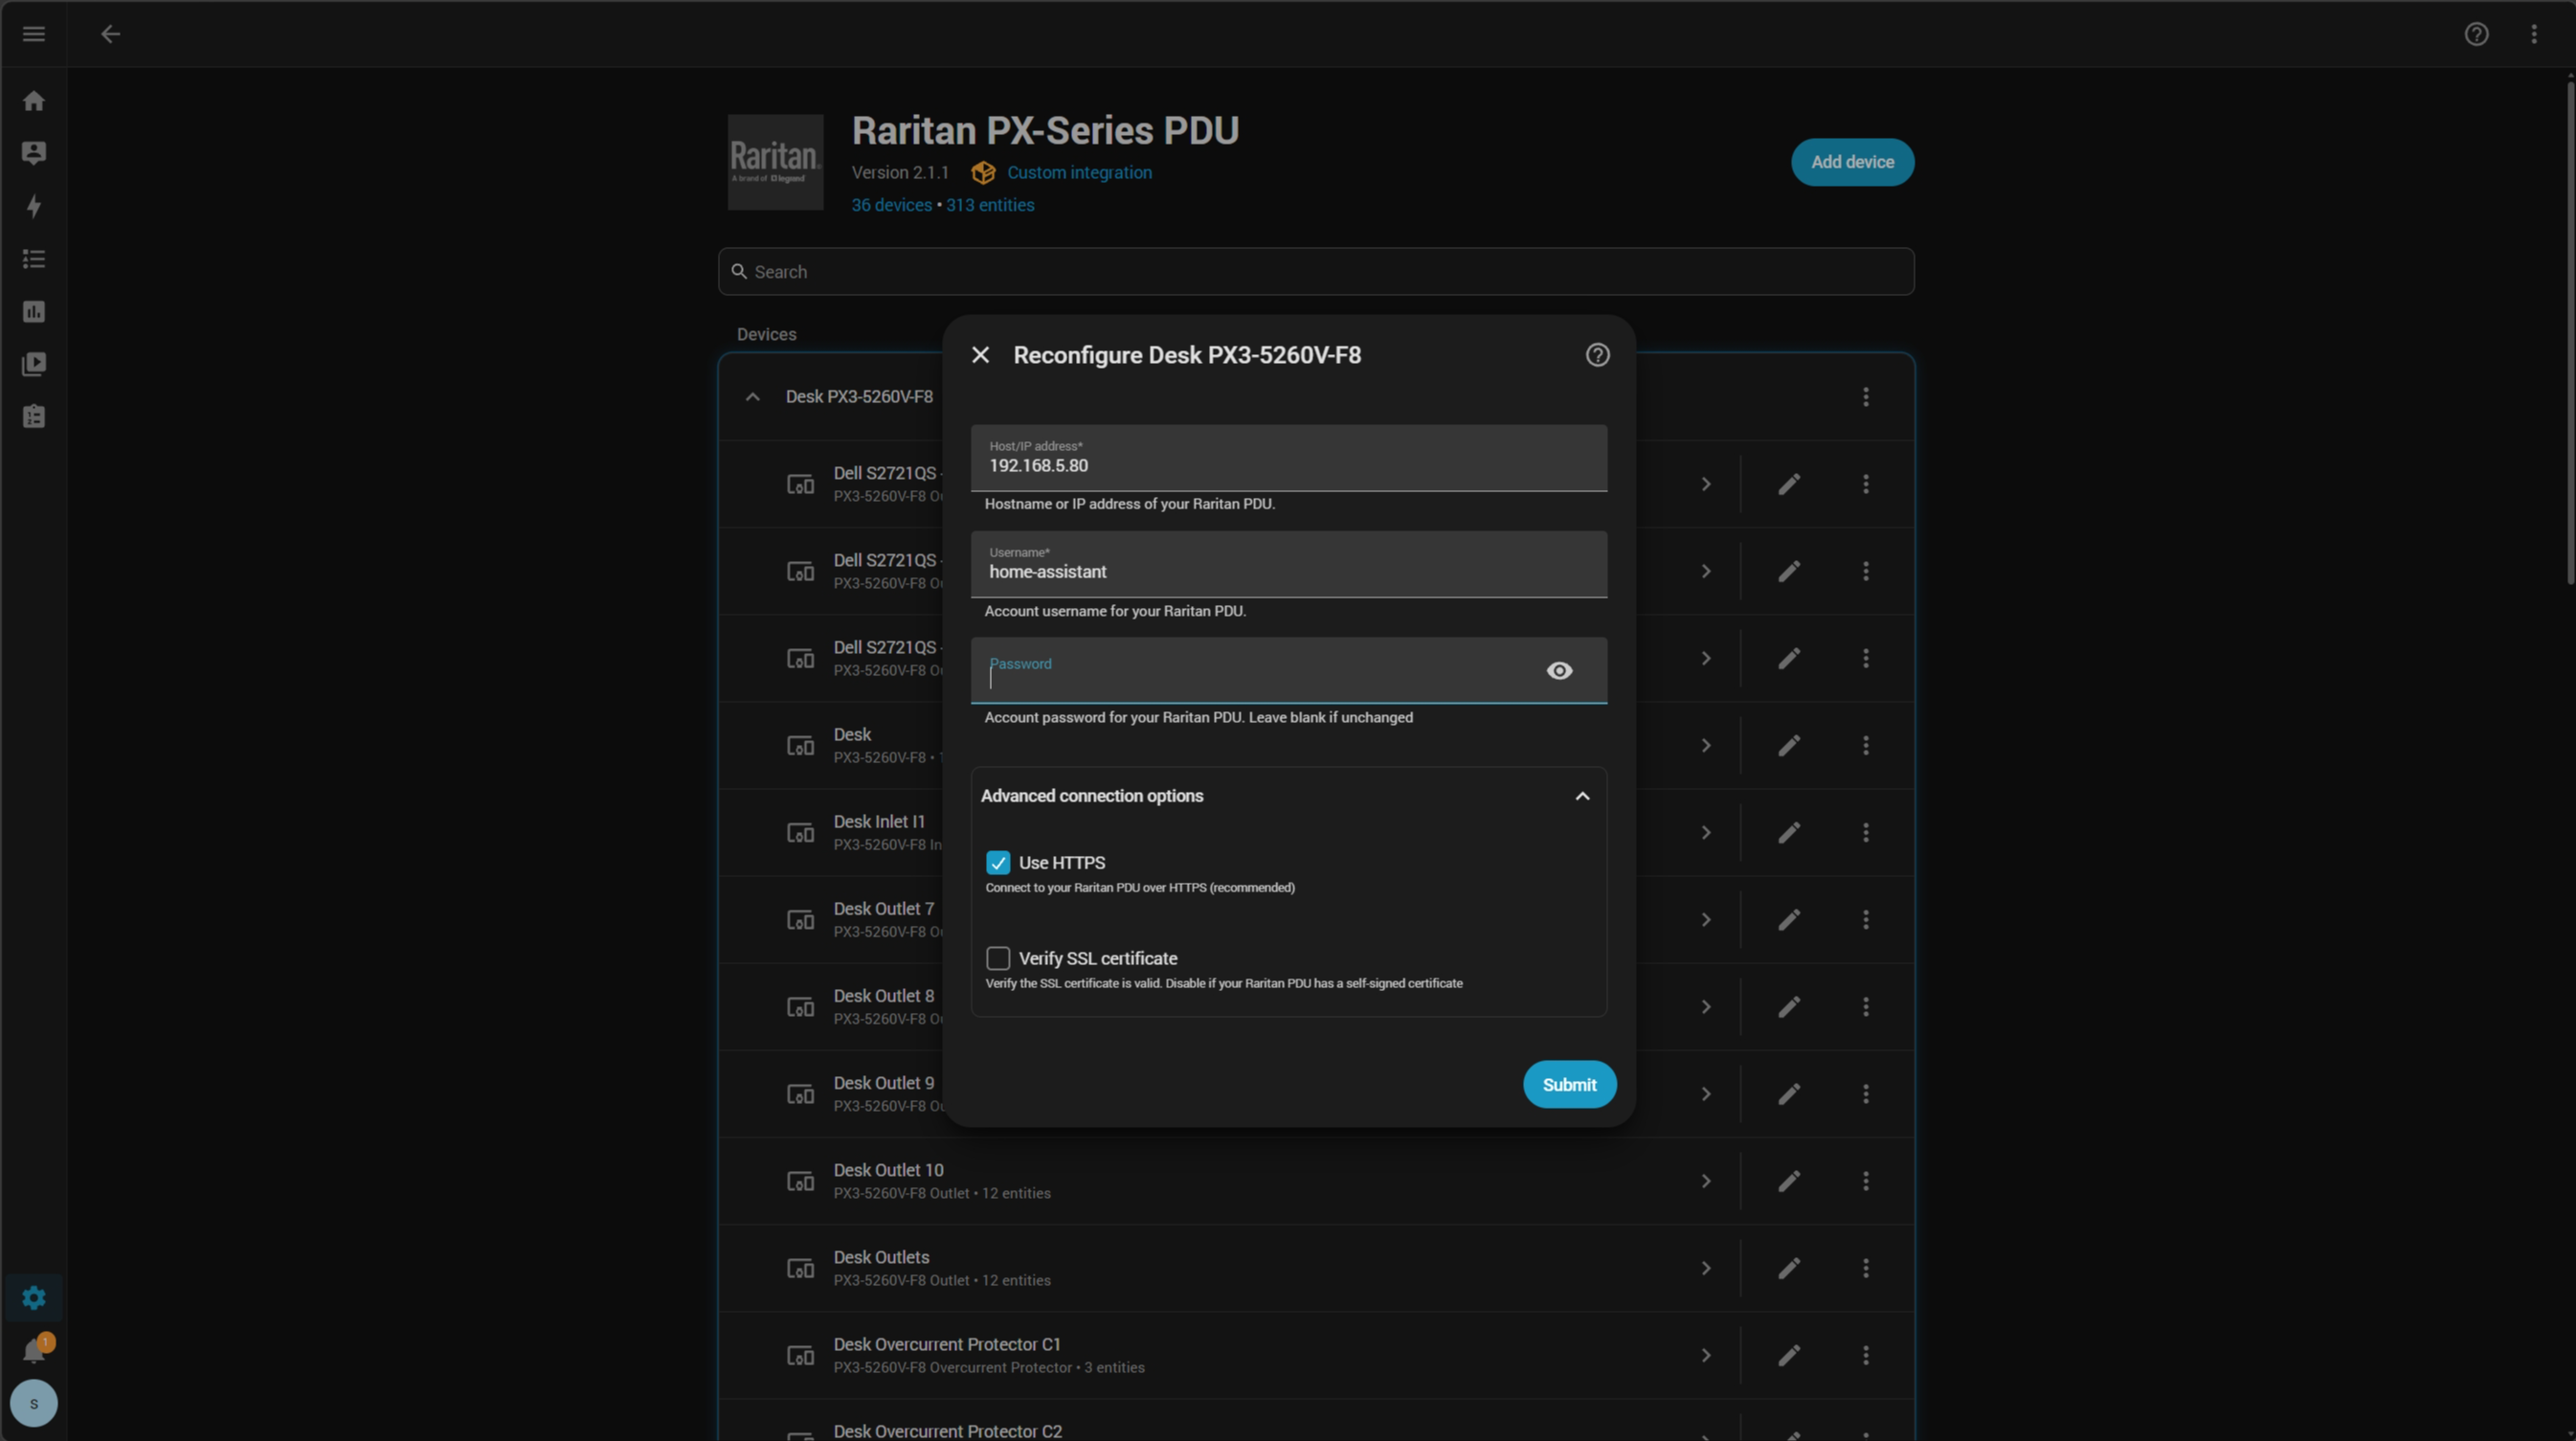 Raritan PX-Series PDU
Raritan.
A brand of legrand
Version 2.1.1 Custom integration
36 devices • 313 entities
Add device
Search
Devices
Desk PX3-5260V-F8
Dell S2721QS -
PX3-5260V-F8
Dell S2721QS -
PX3-5260V-F8
Dell S2721QS -
PX3-5260V-F8
Desk
PX3-5260V-F8 •
Desk Inlet I1
PX3-5260V-F8 In
Desk Outlet 7
PX3-5260V-F8
Desk Outlet 8
PX3-5260V-F8
Desk Outlet 9
PX3-5260V-F8
Desk Outlet 10
PX3-5260V-F8 Outlet • 12 entities
Desk Outlets
PX3-5260V-F8 Outlet • 12 entities
Desk Overcurrent Protector C1
PX3-5260V-F8 Overcurrent Protector • 3 entities
Desk Overcurrent Protector C2
Reconfigure Desk PX3-5260V-F8
Host/IP address*
192.168.5.80
Hostname or IP address of your Raritan PDU.
Username*
home-assistant
Account username for your Raritan PDU.
Password
Account password for your Raritan PDU. Leave blank if unchanged
Advanced connection options
Use HTTPS
Connect to your Raritan PDU over HTTPS (recommended)
Verify SSL certificate
Verify the SSL certificate is valid. Disable if your Raritan PDU has a self-signed certificate
Submit
1
S